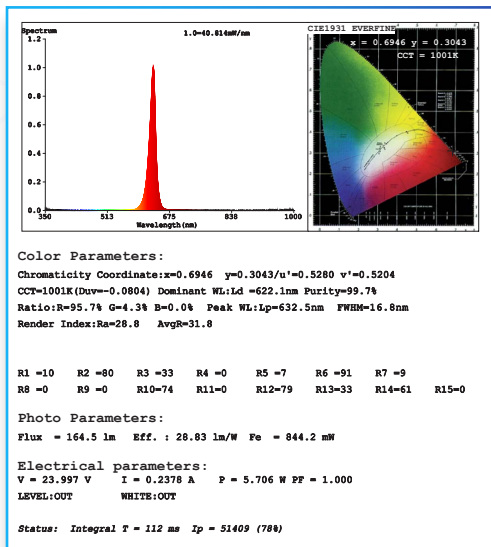 Spectrum
1.0=40.814mW/nm
1.2
1.0
0.8
0.6
0.4
0.2
0.0
350 513 675 838 1000
Wavelength(nm)
CIE1931 EVERFINE
x = 0.6946 y = 0.3043
CCT = 1001K
Color Parameters:
Chromaticity Coordinate:x=0.6946 y=0.3043/u'=0.5280 v'=0.5204
CCT=1001K(Duv=-0.0804) Dominant WL:Ld =622.1nm Purity=99.7%
Ratio:R=95.7% G=4.3% B=0.0% Peak WL:Lp=632.5nm FWHM=16.8nm
Render Index:Ra=28.8 AvgR=31.8
R1 =10 R2 =80 R3 =33 R4 =0 R5 =7 R6 =91 R7 =9
R8 =0 R9 =0 R10=74 R11=0 R12=79 R13=33 R14=61 R15=0
Photo Parameters:
Flux = 164.5 lm Eff. : 28.83 lm/W Fe = 844.2 mW
Electrical parameters:
V = 23.997 V I = 0.2378 A P = 5.706 W PF = 1.000
LEVEL:OUT WHITE:OUT
Status: Integral T = 112 ms Ip = 51409 (78%)